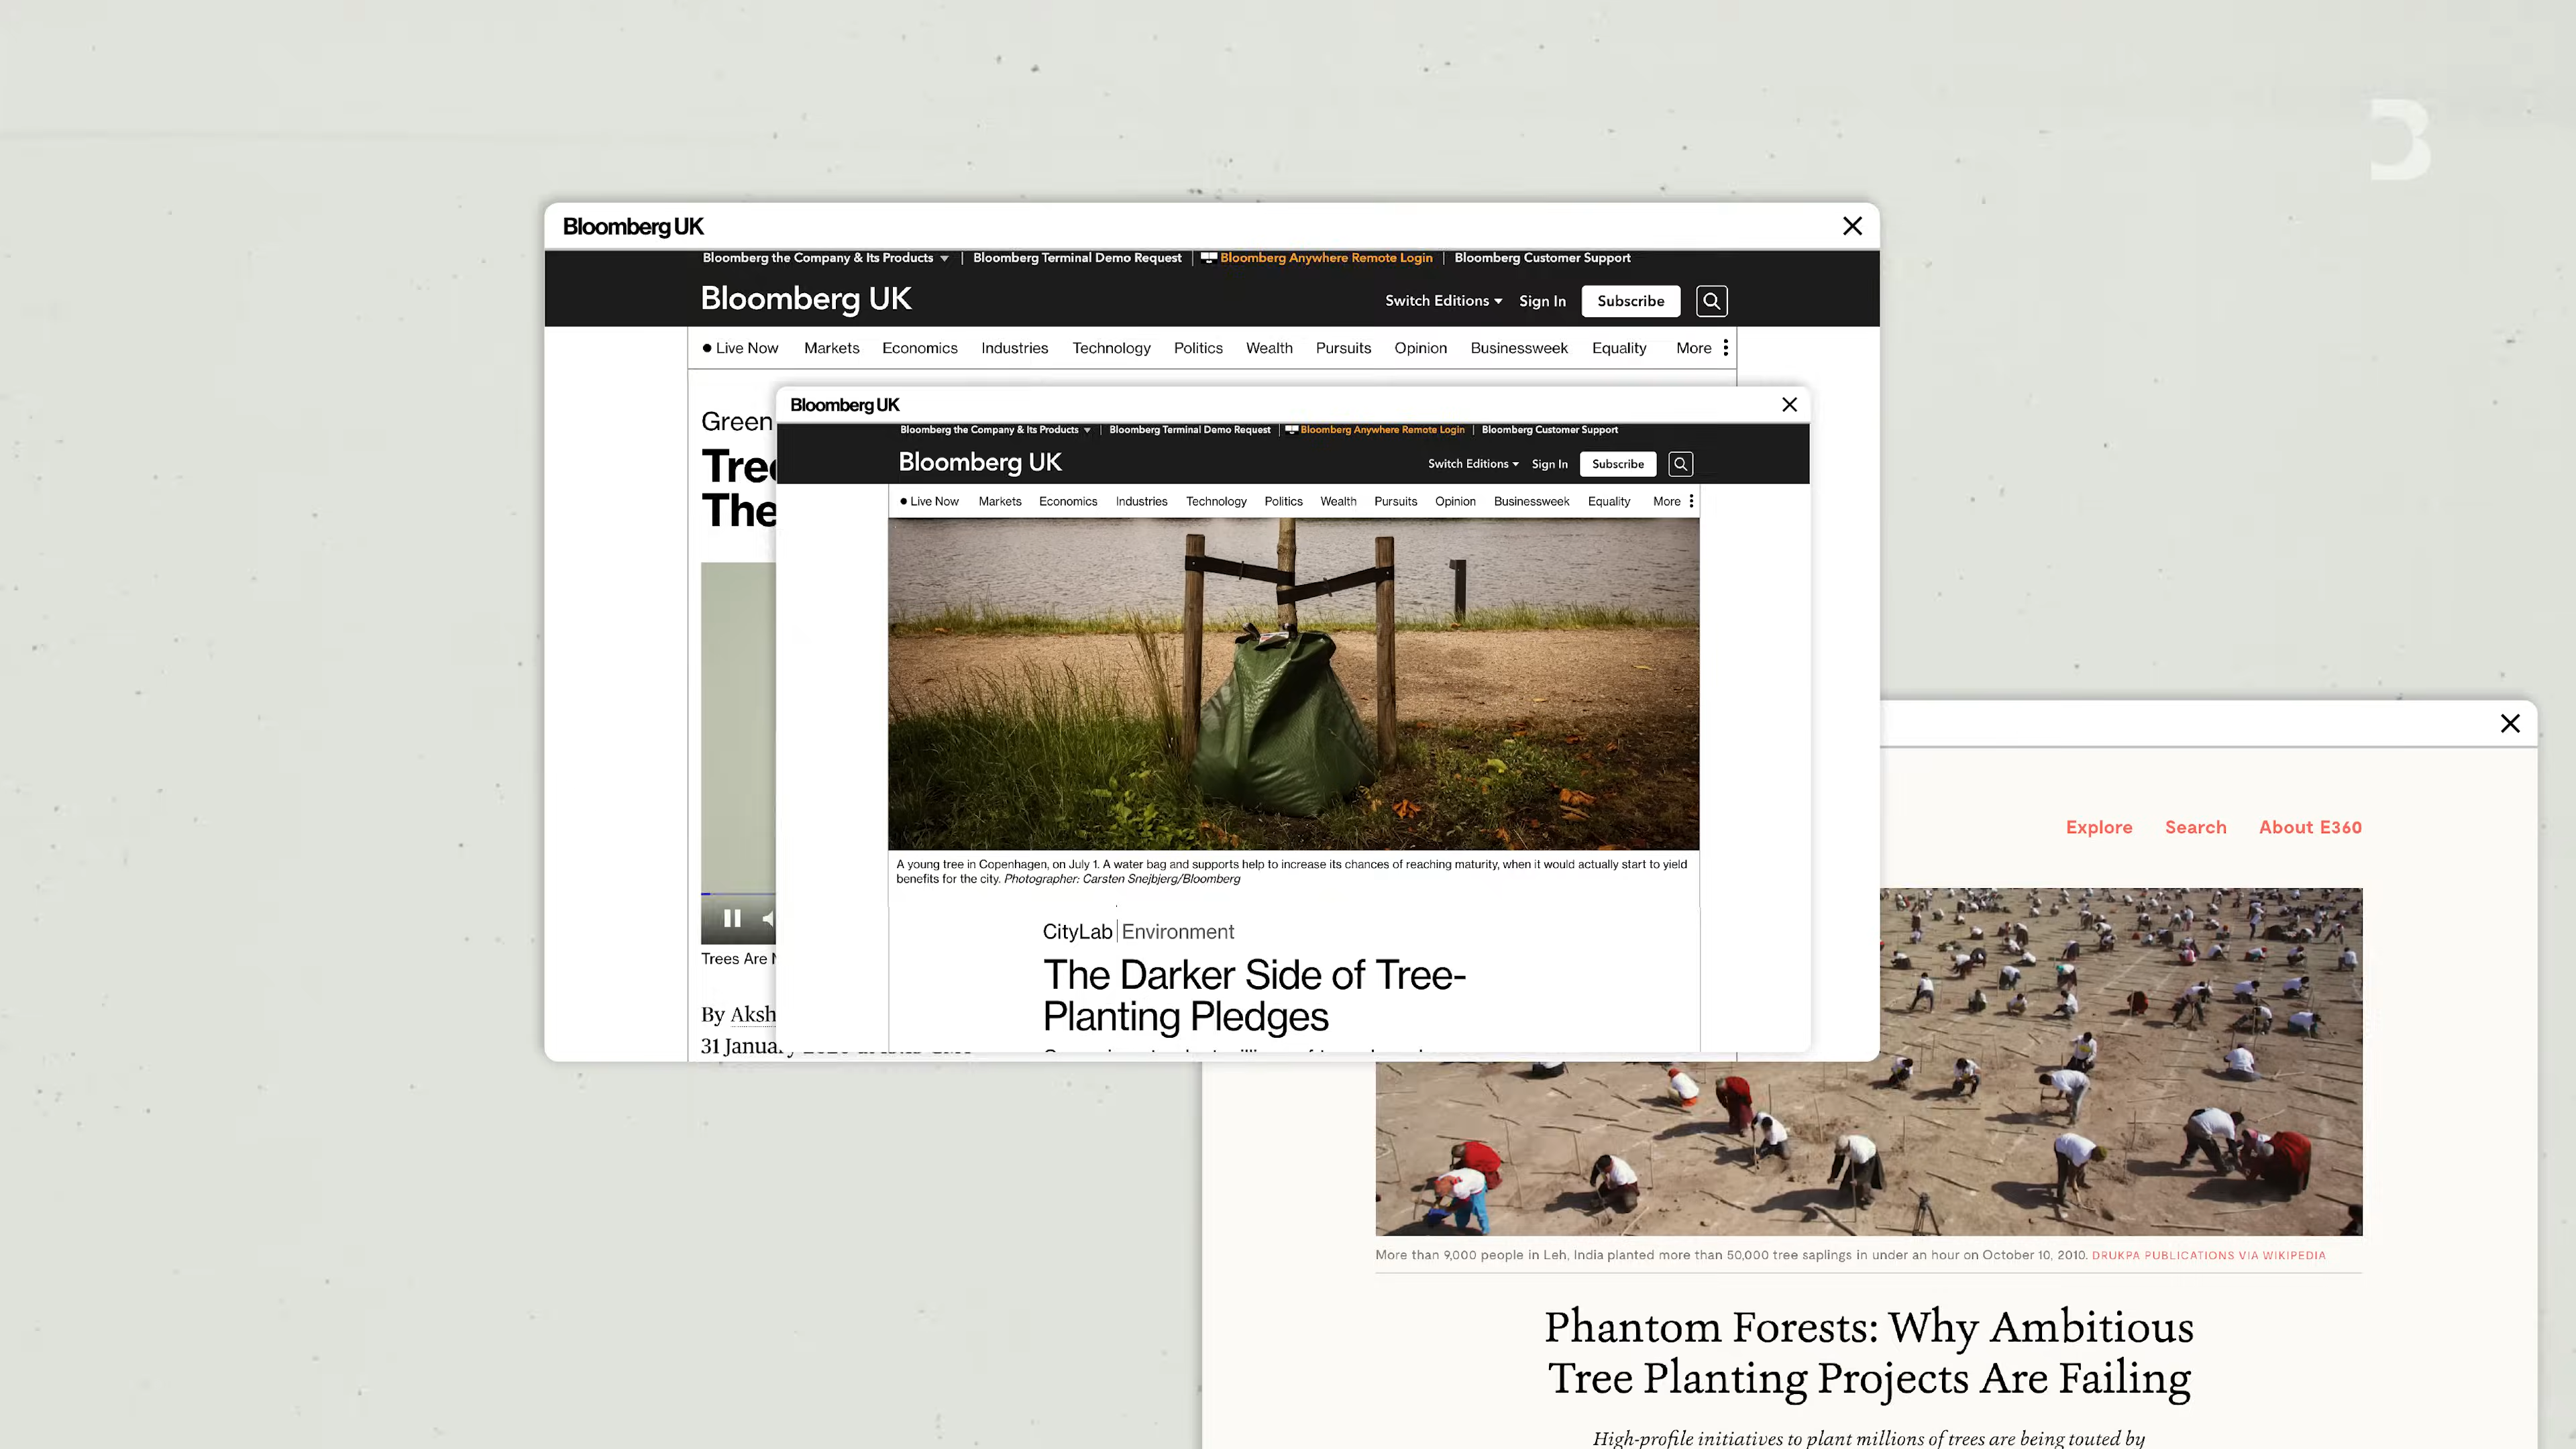 Bloomberg UK
Bloomberg the Company & Its Products
Bloomberg Terminal Demo Request
Bloomberg Anywhere Remote Login
Bloomberg Customer Support
Bloomberg UK
Switch Editions
Sign In
Subscribe
Live Now Markets Economics Industries Technology Politics Wealth Pursuits Opinion Businessweek Equality More
Green
The
Trees Are
By Aksh
31
Bloomberg UK
Bloomberg the Company & Its Products
Bloomberg Terminal Demo Request
Bloomberg Anywhere Remote Login
Bloomberg Customer Support
Bloomberg UK
Switch Editions
Sign In
Subscribe
Live Now Markets Economics Industries Technology Politics Wealth Pursuits Opinion Businessweek Equality More
A young tree in Copenhagen, on July 1. A water bag and supports help to increase its chances of reaching maturity, when it would actually start to yield
benefits for the city. Photographer: Carsten Snejbjerg/Bloomberg
CityLab | Environment
The Darker Side of Tree-
Planting Pledges
Explore Search About E360
More than 9,000 people in Leh, India planted more than 50,000 tree saplings in under an hour on October 10, 2010. DRUKPA PUBLICATIONS VIA WIKIPEDIA
Phantom Forests: Why Ambitious
Tree Planting Projects Are Failing
High-profile initiatives to plant millions of trees are being touted by